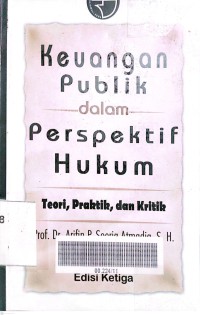 Keuangan
Publik
dalam
Perspektif
Hukum
Teori, Praktik, dan Kritik
Prof. Dr. Arifin P. Soeria Atmadja, S. H.
Edisi Ketiga